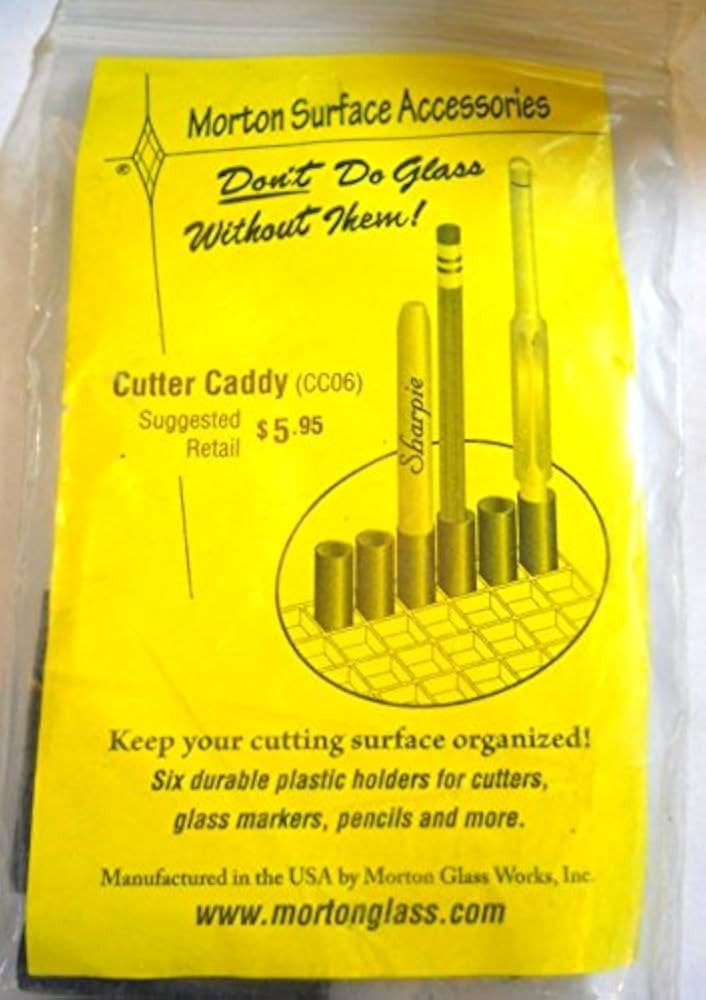 Morton Surface Accessories
®
Don't Do Glass
Without Them!
Cutter Caddy (CC06)
Suggested
Retail
$5.95
Sharpie
Keep your cutting surface organized!
Six durable plastic holders for cutters,
glass markers, pencils and more.
Manufactured in the USA by Morton Glass Works, Inc.
www.mortonglass.com